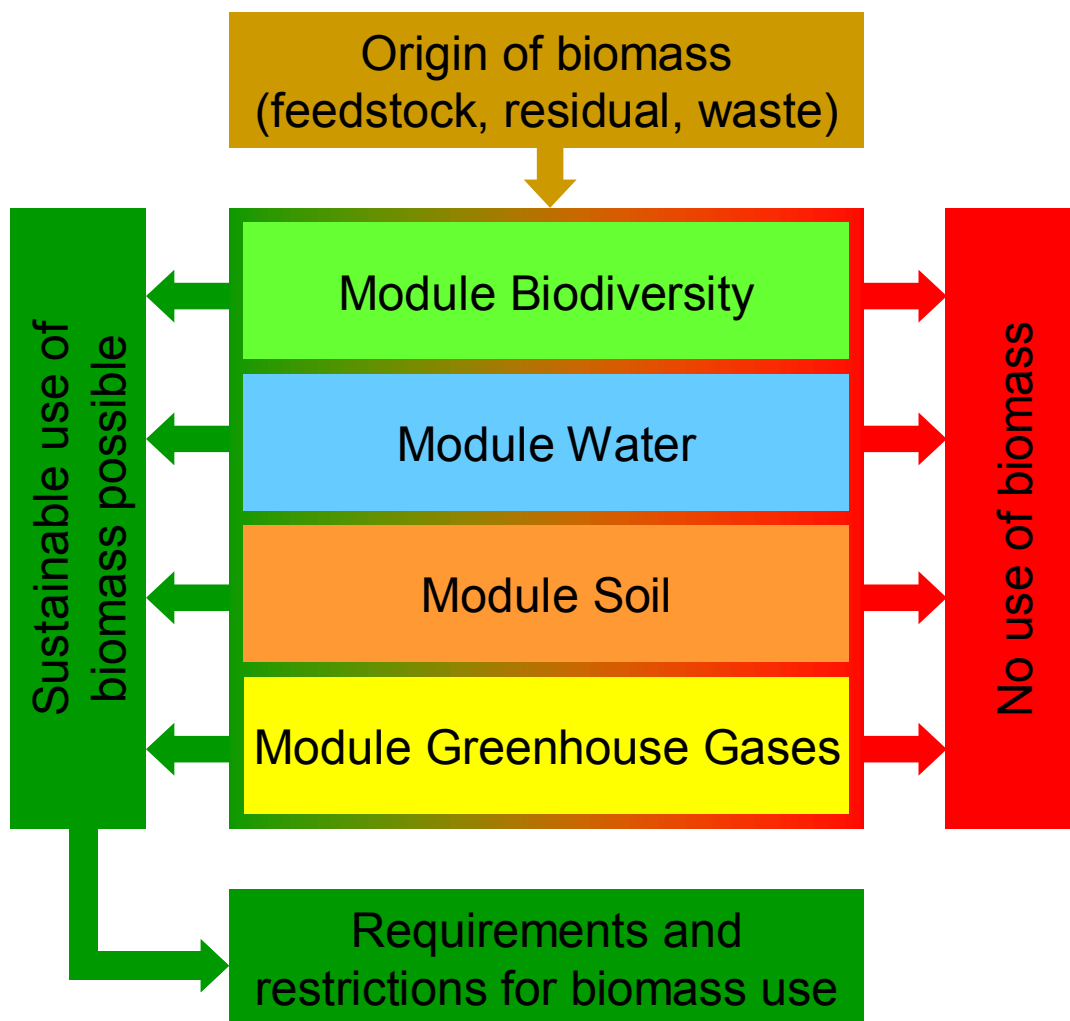 Origin of biomass
(feedstock, residual, waste)
Sustainable use of
biomass possible
Module Biodiversity
Module Water
Module Soil
Module Greenhouse Gases
No use of biomass
Requirements and
restrictions for biomass use